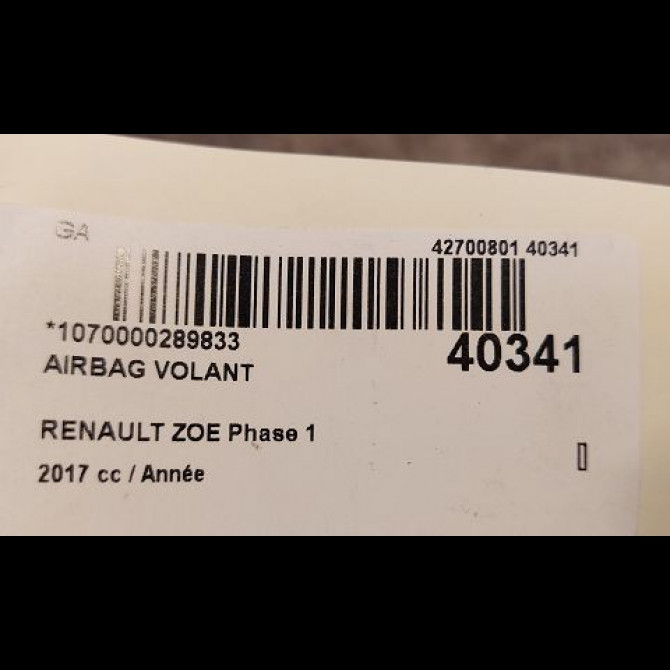 GA
42700801 40341
*1070000289833
40341
AIRBAG VOLANT
RENAULT ZOE Phase 1
2017 cc / Année